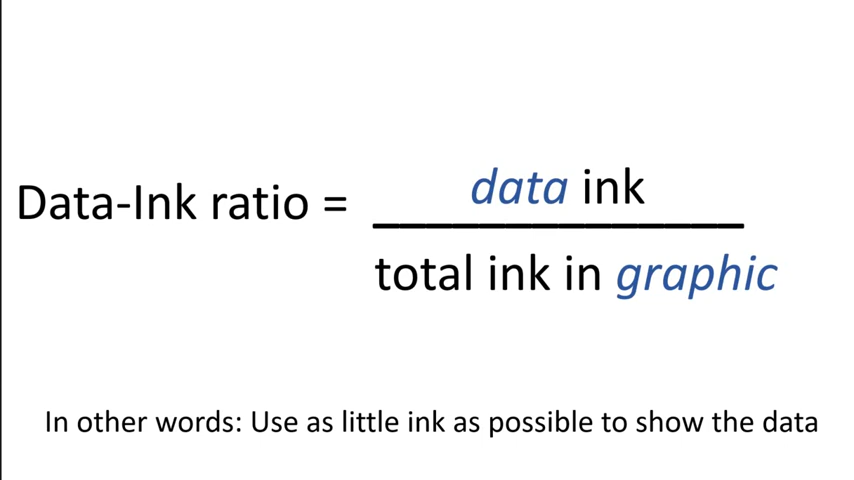 Data-Ink ratio = data ink
total ink in graphic
In other words: Use as little ink as possible to show the data